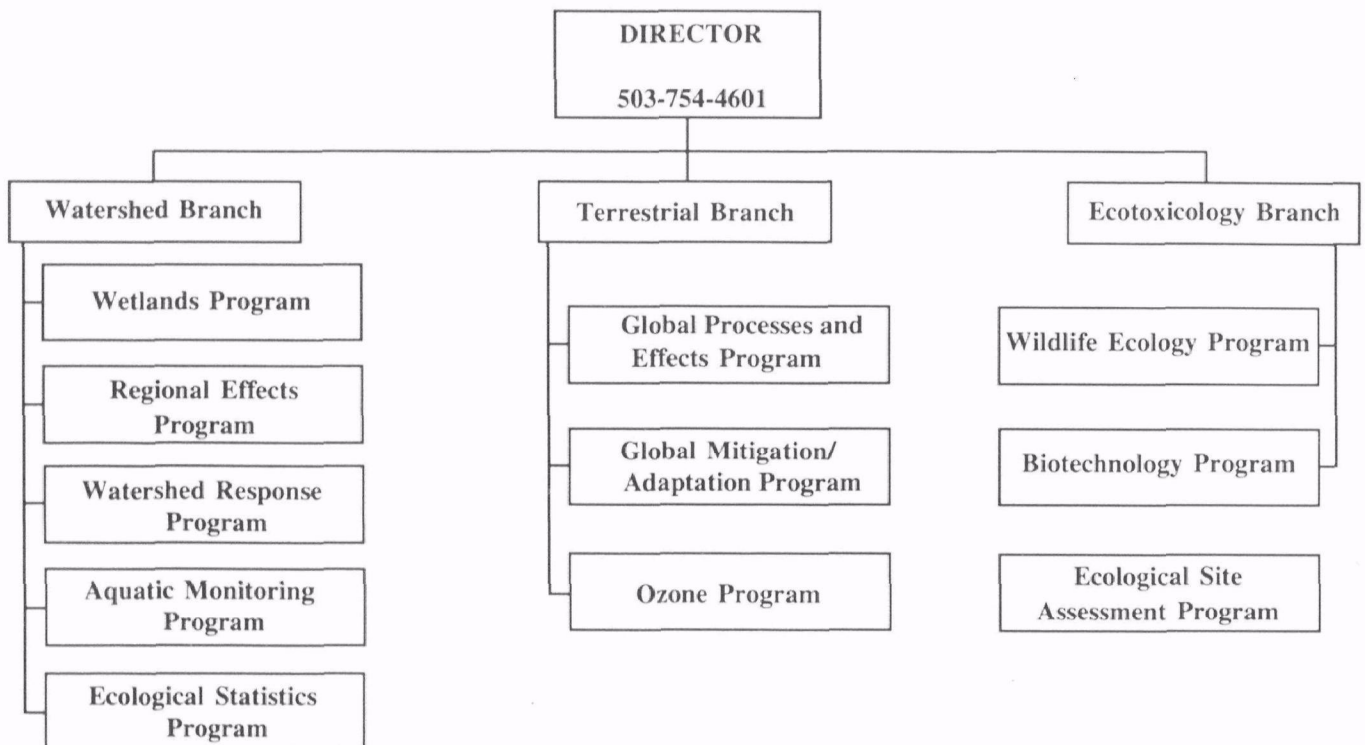 DIRECTOR
503-754-4601
Watershed Branch
Wetlands Program
Regional Effects
Program
Watershed Response
Program
Aquatic Monitoring
Program
Ecological Statistics
Program
Terrestrial Branch
Global Processes and
Effects Program
Global Mitigation/
Adaptation Program
Ozone Program
Ecotoxicology Branch
Wildlife Ecology Program
Biotechnology Program
Ecological Site
Assessment Program